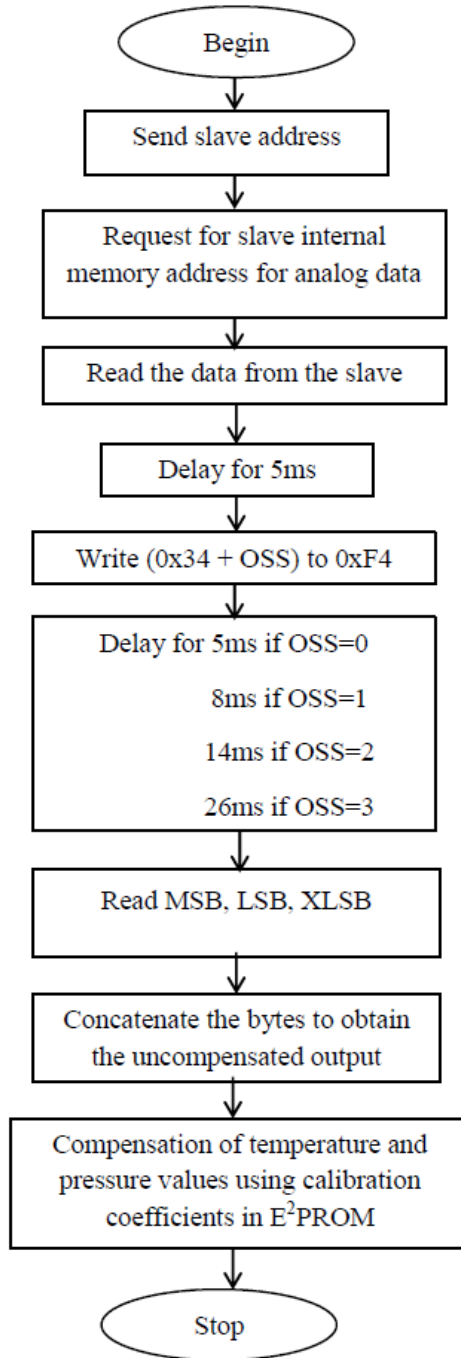 Begin
Send slave address
Request for slave internal
memory address for analog data
Read the data from the slave
Delay for 5ms
Write (0x34 + OSS) to 0xF4
Delay for 5ms if OSS=0
8ms if OSS=1
14ms if OSS=2
26ms if OSS=3
Read MSB, LSB, XLSB
Concatenate the bytes to obtain
the uncompensated output
Compensation of temperature and
pressure values using calibration
coefficients in E²PROM
Stop